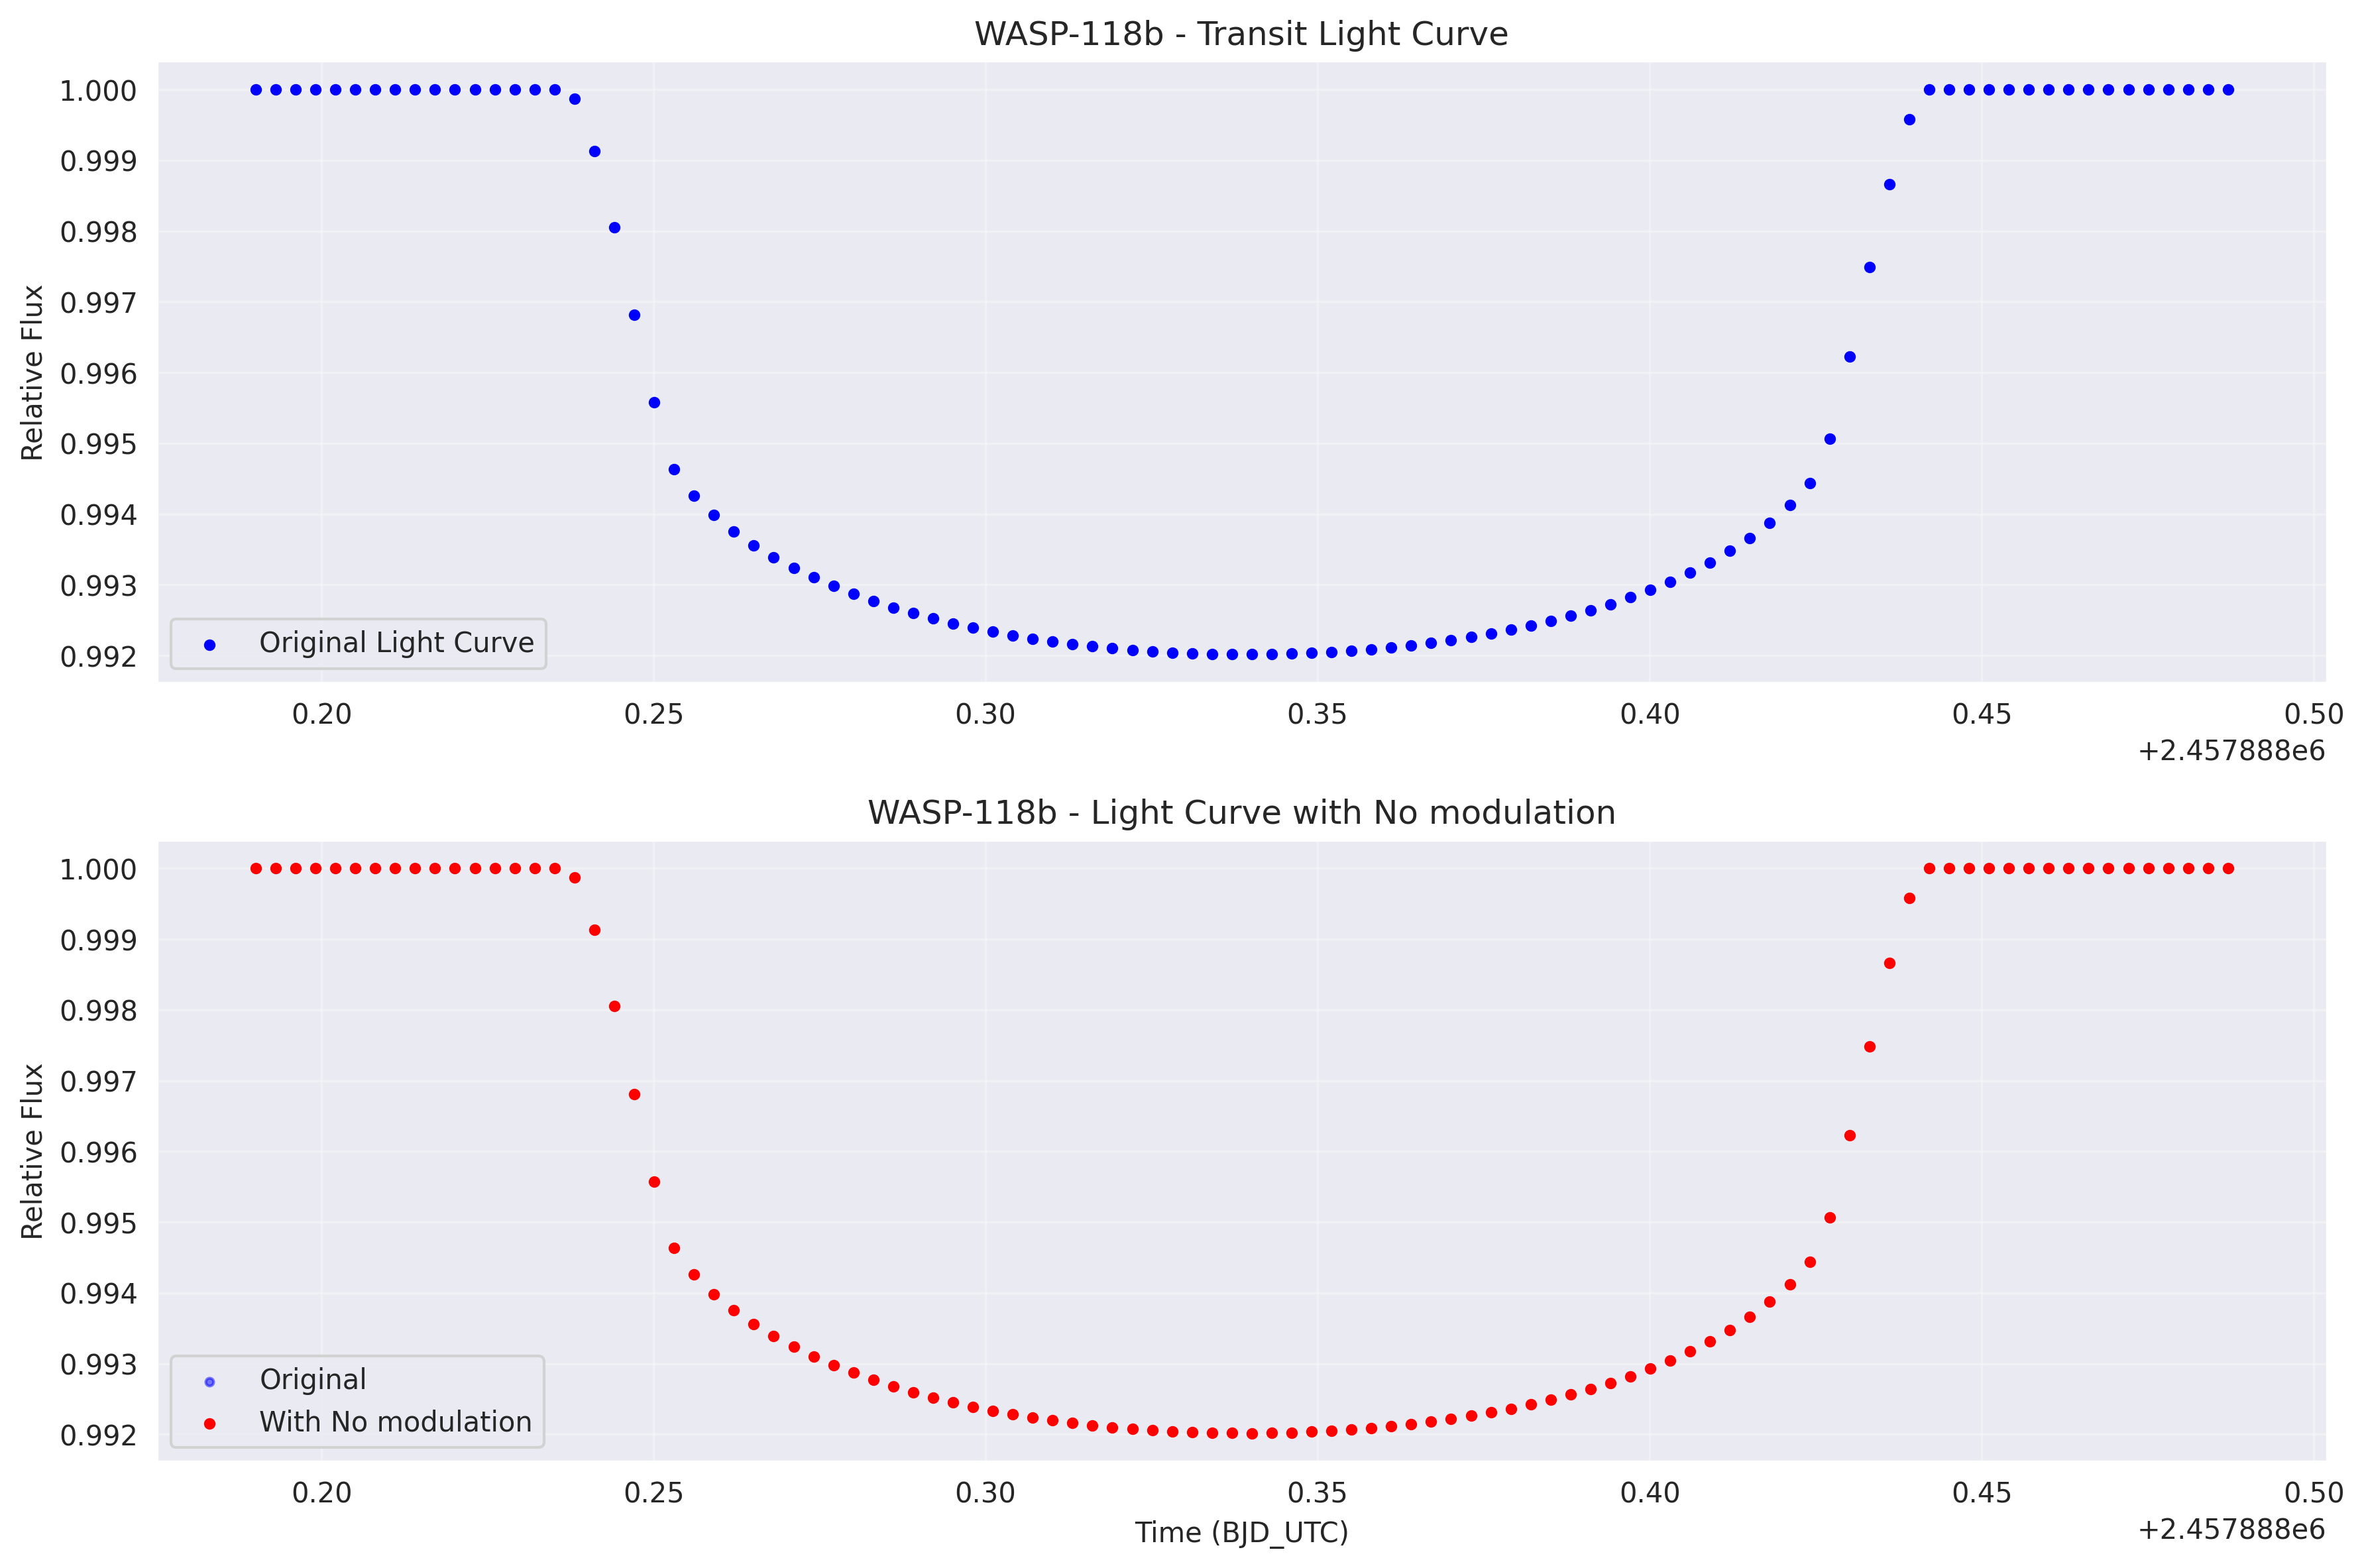 WASP-118b - Transit Light Curve
Relative Flux
1.000
0.999
0.998
0.997
0.996
0.995
0.994
0.993
0.992
Original Light Curve
0.20 0.25 0.30 0.35 0.40 0.45 0.50
+2.457888e6
WASP-118b - Light Curve with No modulation
Relative Flux
1.000
0.999
0.998
0.997
0.996
0.995
0.994
0.993
0.992
Original
With No modulation
0.20 0.25 0.30 0.35 0.40 0.45 0.50
Time (BJD_UTC)
+2.457888e6